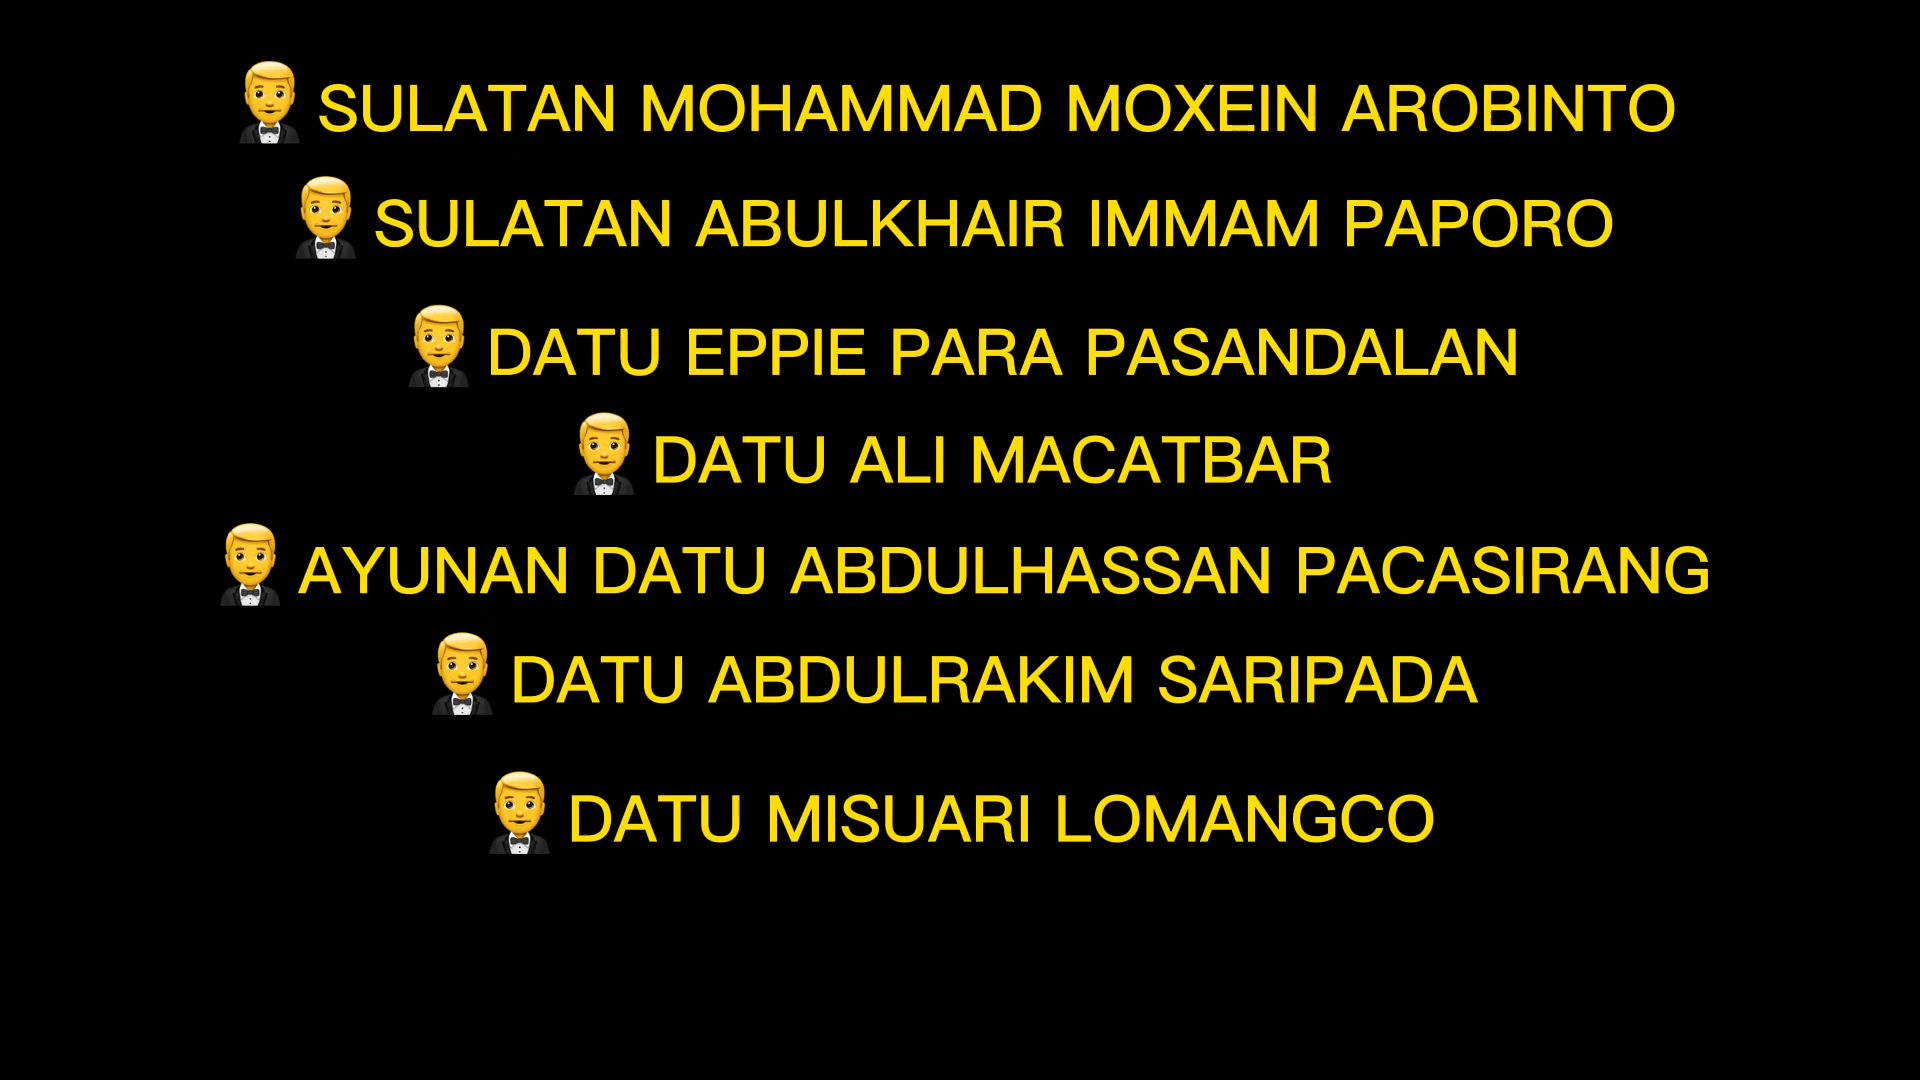 🤵‍♂️SULATAN MOHAMMAD MOXEIN AROBINTO
🤵‍♂️SULATAN ABULKHAIR IMMAM PAPORO
🤵‍♂️DATU EPPIE PARA PASANDALAN
🤵‍♂️DATU ALI MACATBAR
🤵‍♂️AYUNAN DATU ABDULHASSAN PACASIRANG
🤵‍♂️DATU ABDULRAKIM SARIPADA
🤵‍♂️DATU MISUARI LOMANGCO